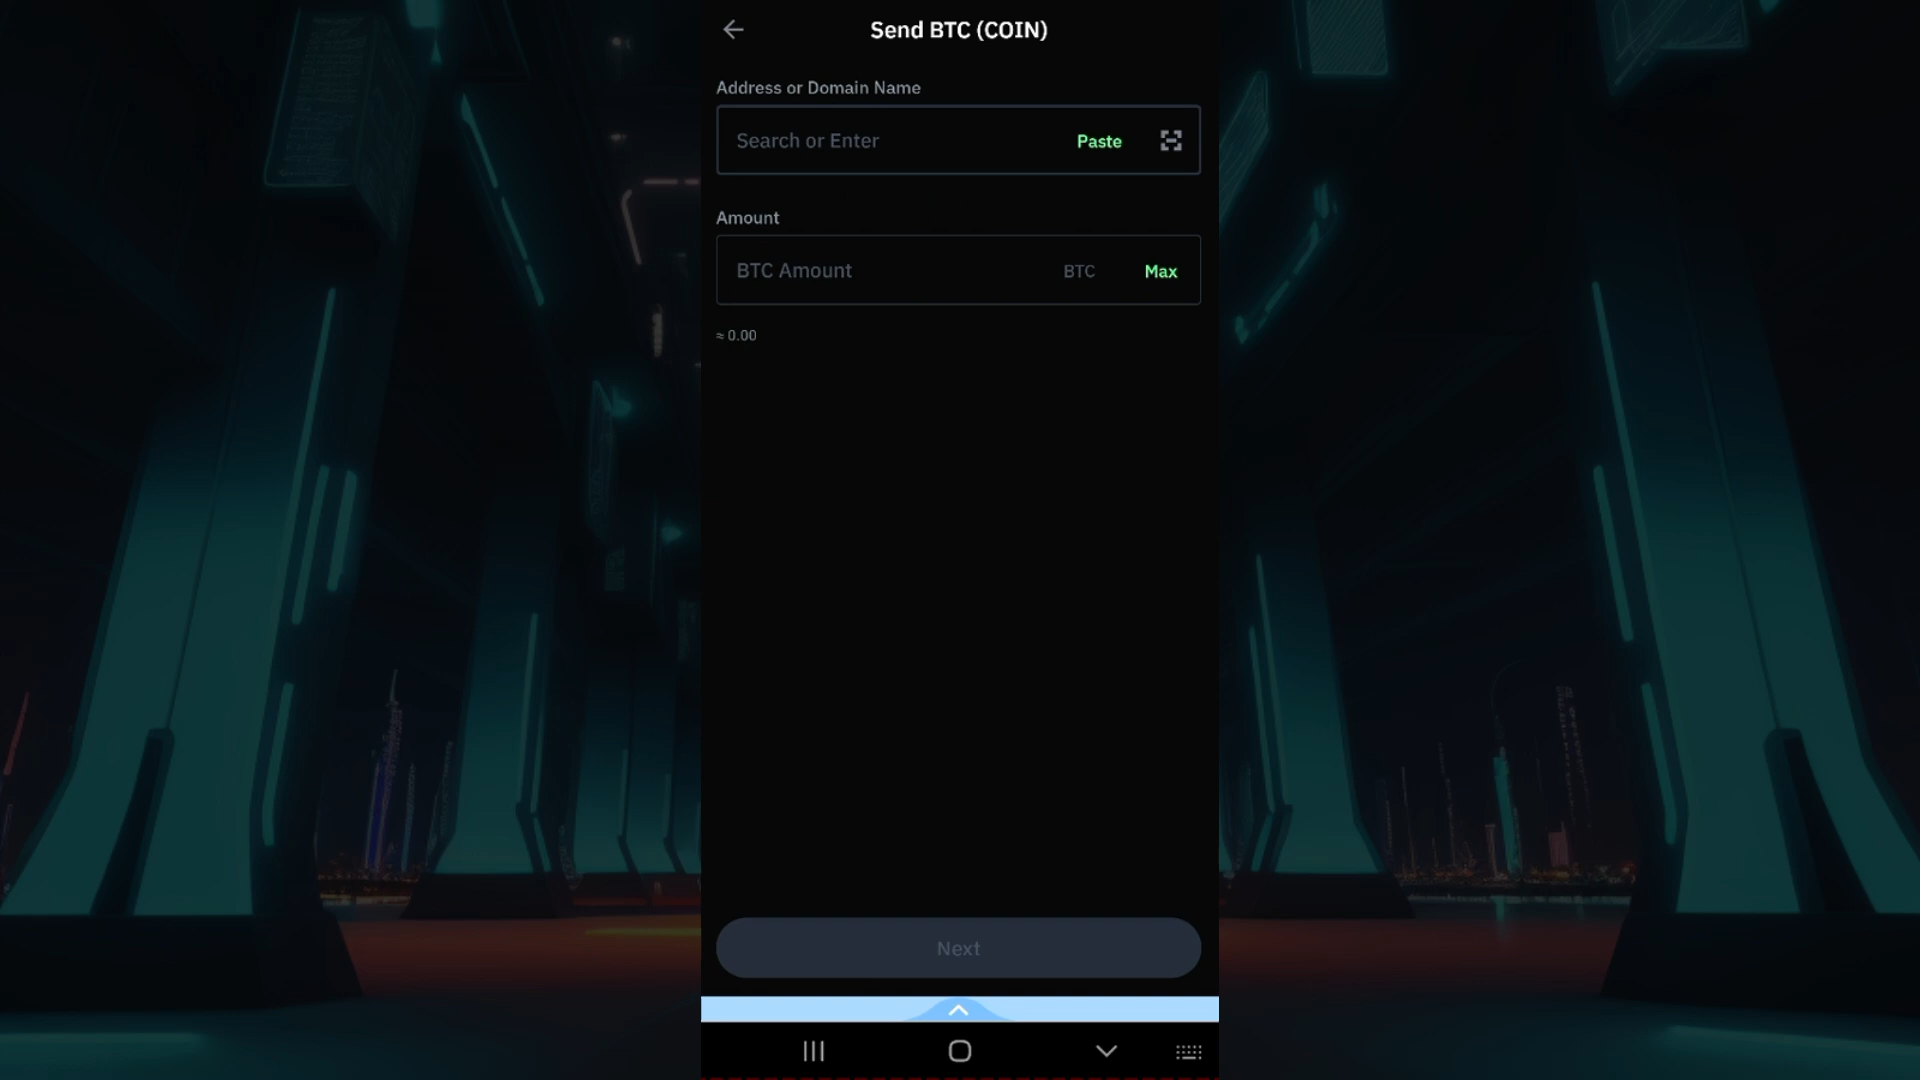 Send BTC (COIN)
Address or Domain Name
Search or Enter
Paste
Amount
BTC Amount
BTC
Max
≈ 0.00
Next